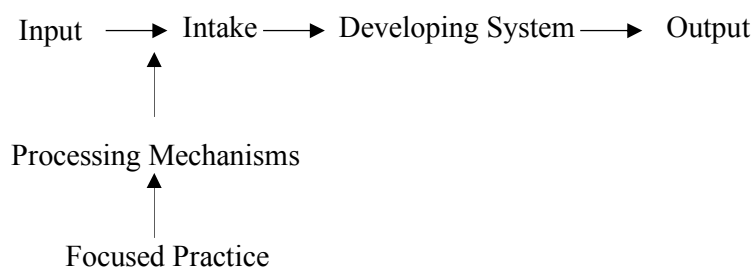 Input Intake Developing System Output
Processing Mechanisms
Focused Practice